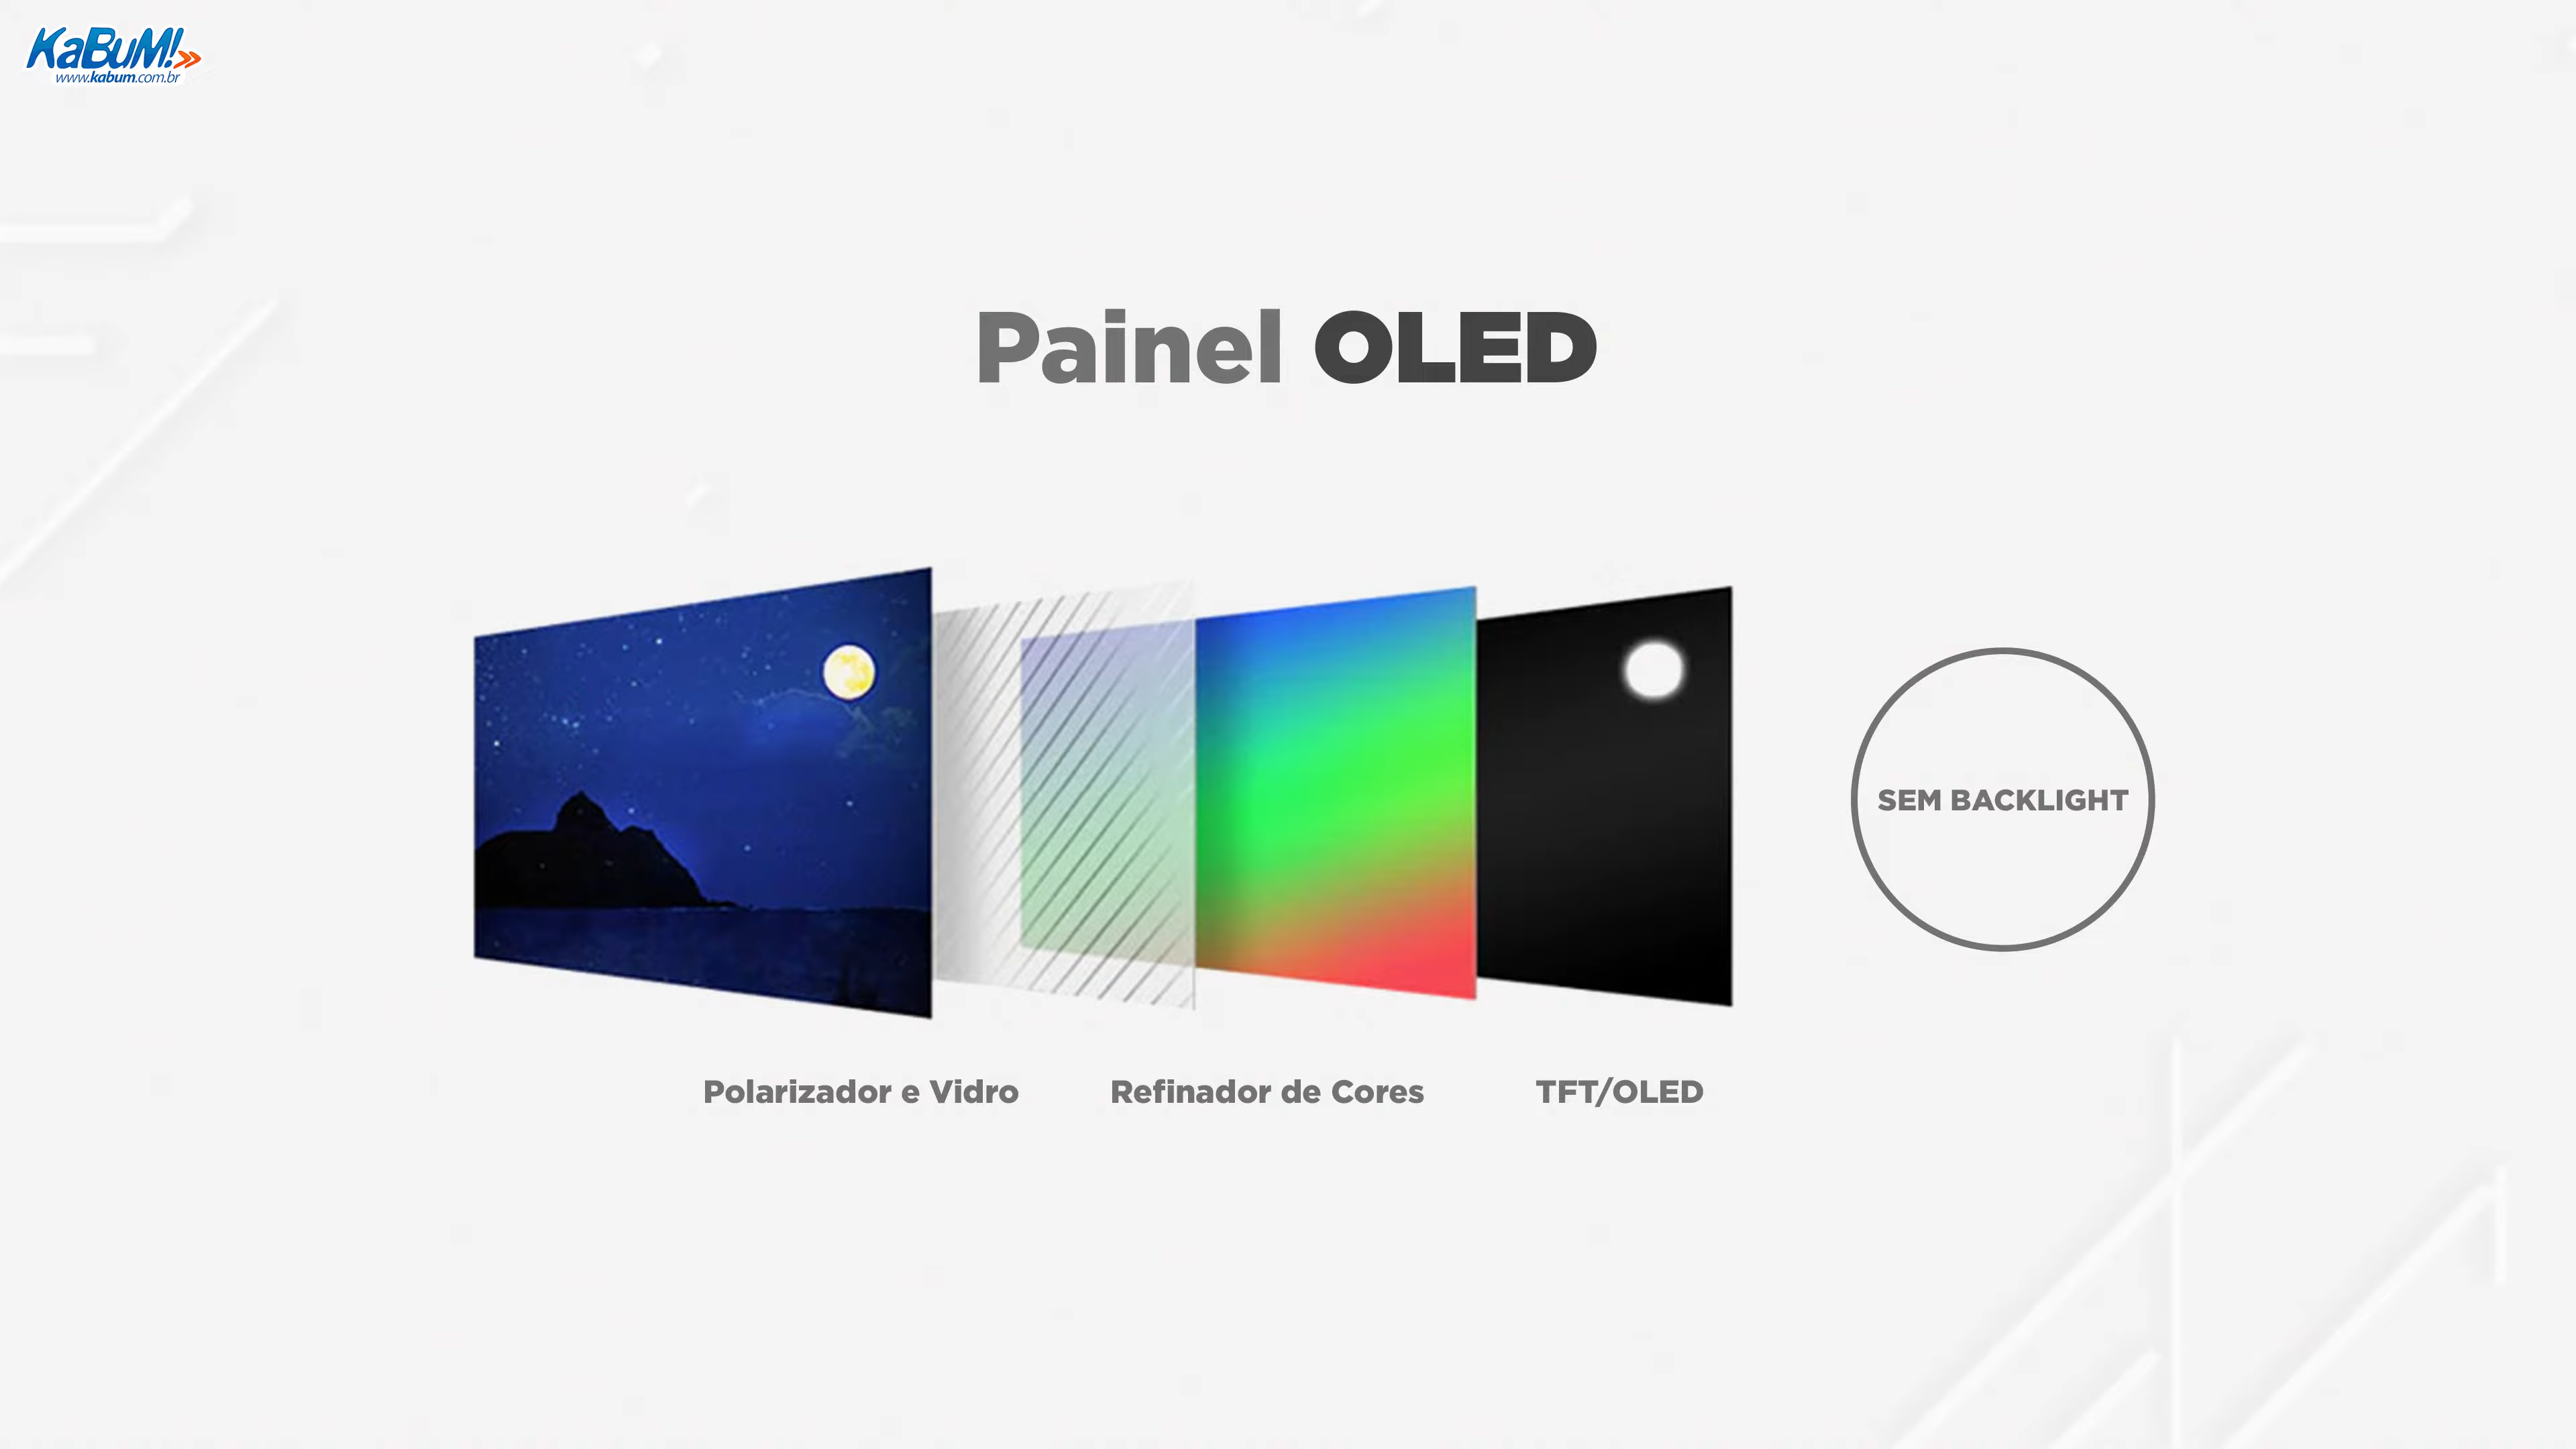 KaBuM!
www.kabum.com.br
Painel OLED
SEM BACKLIGHT
Polarizador e Vidro
Refinador de Cores
TFT/OLED